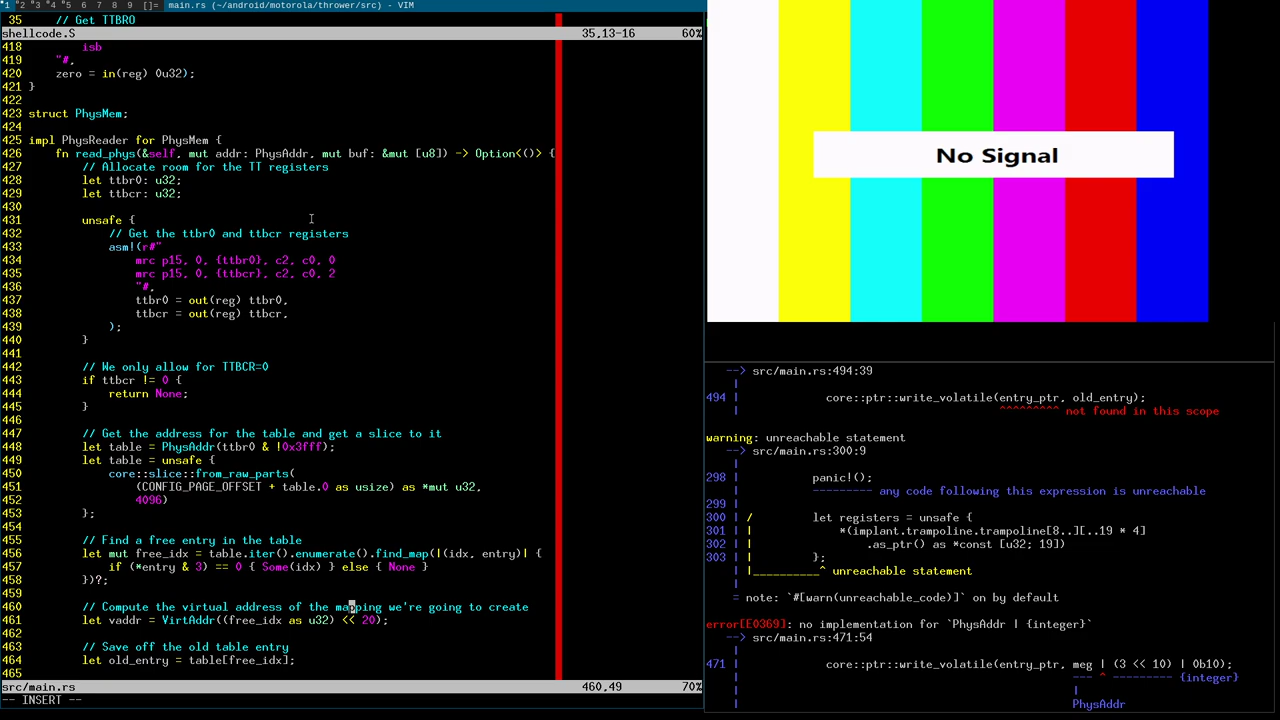 1 2 3 4 5 6 7 8 9 []= main.rs (~/android/motorola/thrower/src) - VIM
35 // Get TTBR0
shellcode.S 35,13-16 60%
418 isb
419 "#,
420 zero = in(reg) 0u32);
421 }
422
423 struct PhysMem;
424
425 impl PhysReader for PhysMem {
426 fn read_phys(&self, mut addr: PhysAddr, mut buf: &mut [u8]) -> Option<()> {
427 // Allocate room for the TT registers
428 let ttbr0: u32;
429 let ttbcr: u32;
430
431 unsafe {
432 // Get the ttbr0 and ttbcr registers
433 asm!(r#"
434 mrc p15, 0, {ttbr0}, c2, c0, 0
435 mrc p15, 0, {ttbcr}, c2, c0, 2
436 "#,
437 ttbr0 = out(reg) ttbr0,
438 ttbcr = out(reg) ttbcr,
439 );
440 }
441
442 // We only allow for TTBCR=0
443 if ttbcr != 0 {
444 return None;
445 }
446
447 // Get the address for the table and get a slice to it
448 let table = PhysAddr(ttbr0 & !0x3fff);
449 let table = unsafe {
450 core::slice::from_raw_parts(
451 (CONFIG_PAGE_OFFSET + table.0 as usize) as *mut u32,
452 4096)
453 };
454
455 // Find a free entry in the table
456 let mut free_idx = table.iter().enumerate().find_map(|(idx, entry)| {
457 if (*entry & 3) == 0 { Some(idx) } else { None }
458 })?;
459
460 // Compute the virtual address of the mapping we're going to create
461 let vaddr = VirtAddr((free_idx as u32) << 20);
462
463 // Save off the old table entry
464 let old_entry = table[free_idx];
465
src/main.rs 460,49 70%
-- INSERT --
No Signal
--> src/main.rs:494:39
|
494 | core::ptr::write_volatile(entry_ptr, old_entry);
| ^^^^^^^^^ not found in this scope
warning: unreachable statement
--> src/main.rs:300:9
|
298 | panic!();
| -------- any code following this expression is unreachable
299 |
300 | / let registers = unsafe {
301 | | *(implant.trampoline.trampoline[8..][..19 * 4]
302 | | .as_ptr() as *const [u32; 19])
303 | | };
| |_________^ unreachable statement
|
= note: `#[warn(unreachable_code)]` on by default
error[E0369]: no implementation for `PhysAddr | {integer}`
--> src/main.rs:471:54
|
471 | core::ptr::write_volatile(entry_ptr, meg | (3 << 10) | 0b10);
| --- ^ --------- {integer}
| |
| PhysAddr